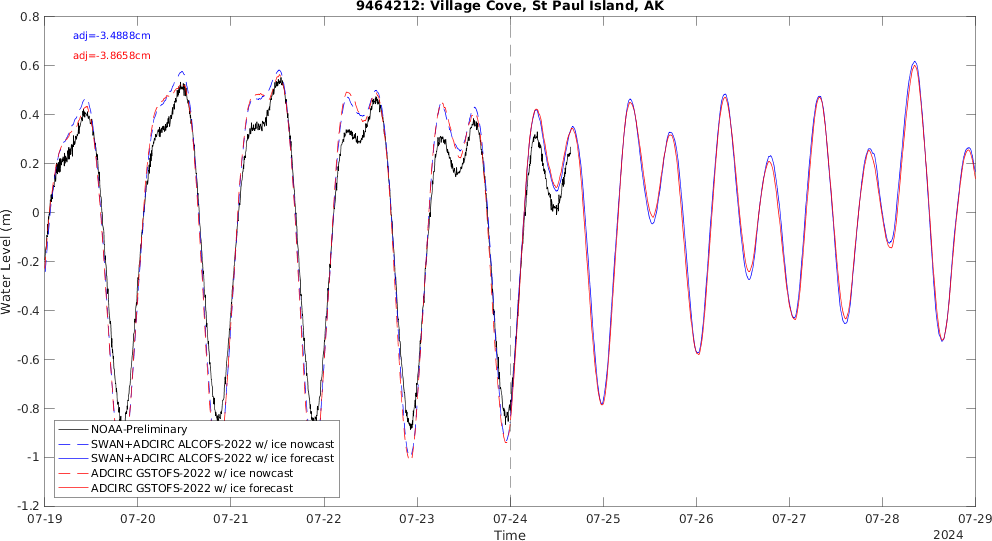 9464212: Village Cove, St Paul Island, AK
adj=-3.4888cm
adj=-3.8658cm
Water Level (m)
0.8
0.6
0.4
0.2
0
-0.2
-0.4
-0.6
-0.8
-1
-1.2
NOAA-Preliminary
SWAN+ADCIRC ALCOFS-2022 w/ ice nowcast
SWAN+ADCIRC ALCOFS-2022 w/ ice forecast
ADCIRC GSTOFS-2022 w/ ice nowcast
ADCIRC GSTOFS-2022 w/ ice forecast
07-19 07-20 07-21 07-22 07-23 07-24 07-25 07-26 07-27 07-28 07-29
Time
2024